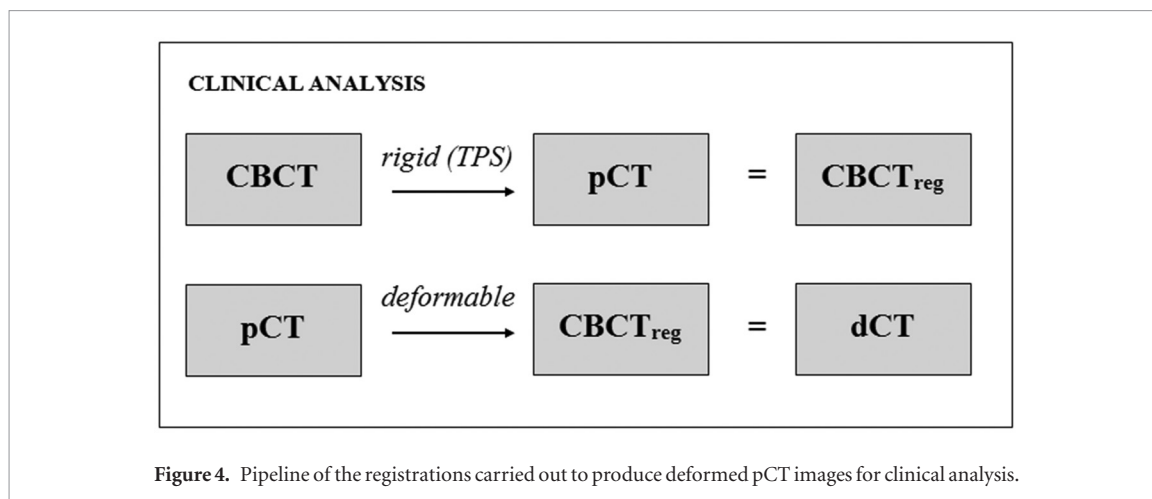 CLINICAL ANALYSIS
CBCT rigid (TPS) pCT = CBCTreg
pCT deformable CBCTreg = dCT
Figure 4. Pipeline of the registrations carried out to produce deformed pCT images for clinical analysis.